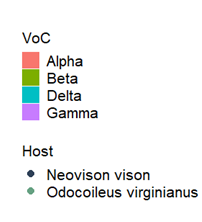 VoC
Alpha
Beta
Delta
Gamma
Host
Neovison vison
Odocoileus virginianus